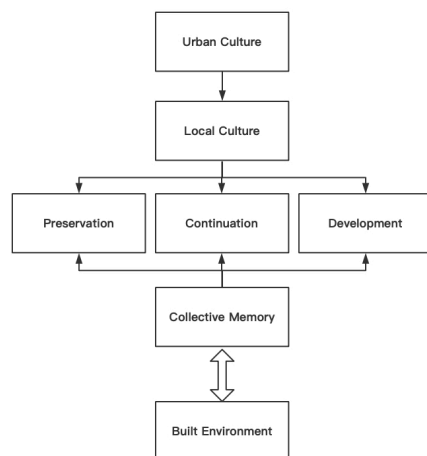 Urban Culture
Local Culture
Preservation
Continuation
Development
Collective Memory
Built Environment